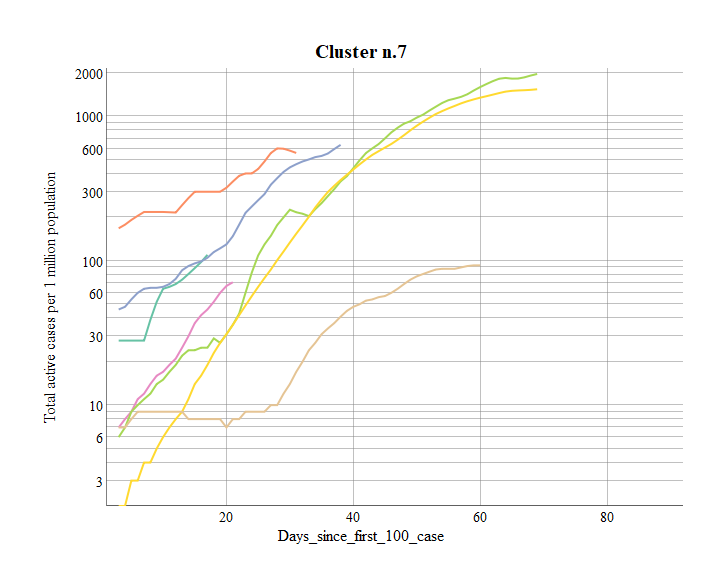 Cluster n.7
Total active cases per 1 million population
2000
1000
600
300
100
60
30
10
6
3
20 40 60 80
Days_since_first_100_case